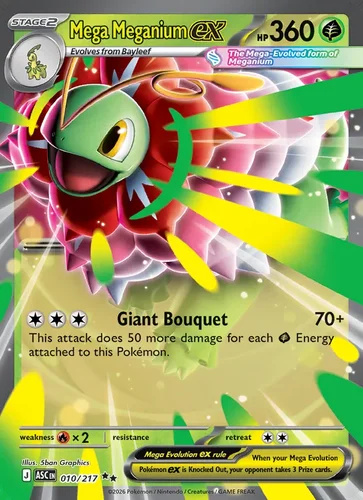 STAGE2
Mega Meganium ex
HP 360
Evolves from Bayleef
The Mega-Evolved form of
Meganium
Giant Bouquet 70+
This attack does 50 more damage for each Energy
attached to this Pokémon.
weakness ×2 resistance retreat
Illus. 5ban Graphics
Mega Evolution ex rule When your Mega Evolution
Pokémon ex is Knocked Out, your opponent takes 3 Prize cards.
J ASC EN 010/217
©2026 Pokémon / Nintendo / Creatures / GAME FREAK